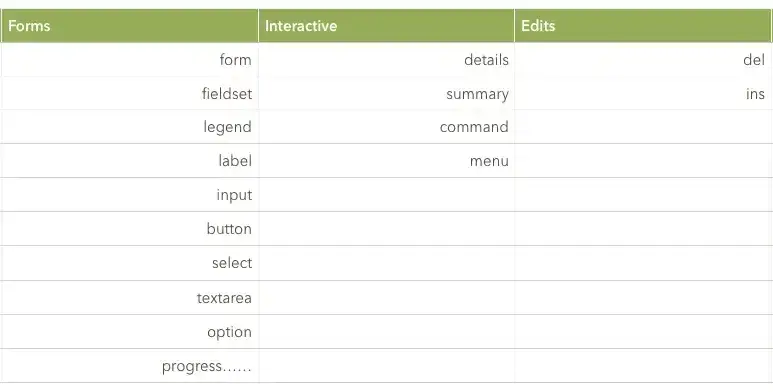 Forms Interactive Edits
form details del
fieldset summary ins
legend command
label menu
input
button
select
textarea
option
progress……